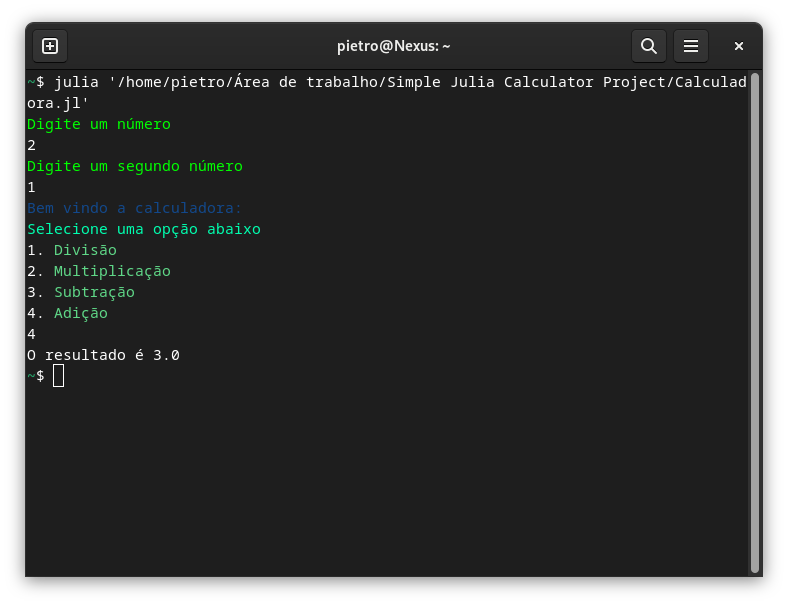 pietro@Nexus: ~
~$ julia '/home/pietro/Área de trabalho/Simple Julia Calculator Project/Calculad
ora.jl'
Digite um número
2
Digite um segundo número
1
Bem vindo a calculadora:
Selecione uma opção abaixo
1. Divisão
2. Multiplicação
3. Subtração
4. Adição
4
O resultado é 3.0
~$